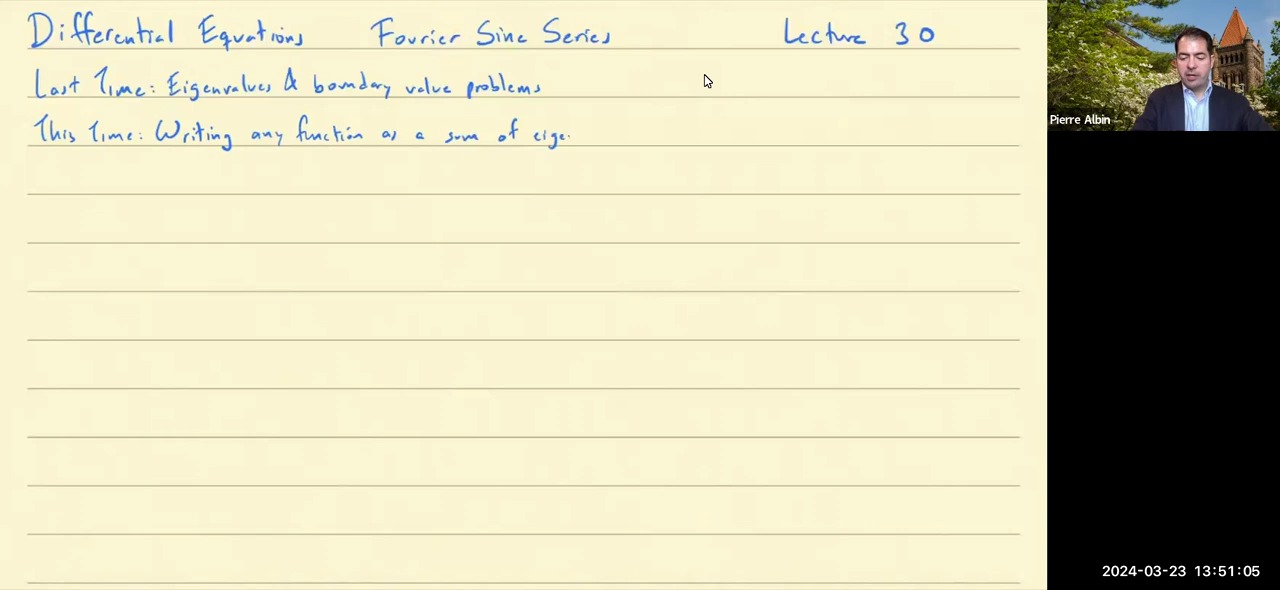 Differential Equations Fourier Sine Series Lecture 30
Last Time: Eigenvalues & boundary value problems
This Time: Writing any function as a sum of eige.
Pierre Albin
2024-03-23 13:51:05